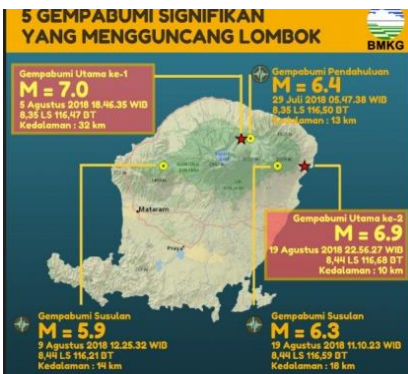 5 GEMPABUMI SIGNIFIKAN
YANG MENGGUNCANG LOMBOK
BMKG
Gempabumi Utama ke-1
M = 7.0
5 Agustus 2018 18.46.35 WIB
8,35 LS 116,47 BT
Kedalaman : 32 km
Gempabumi Pendahuluan
M = 6.4
29 Juli 2018 05.47.38 WIB
8,35 LS 116,50 BT
Kedalaman : 13 km
Mataram
Praya
Gempabumi Utama ke-2
M = 6.9
19 Agustus 2018 22.56.27 WIB
8,44 LS 116,68 BT
Kedalaman : 10 km
Gempabumi Susulan
M = 5.9
9 Agustus 2018 12.25.32 WIB
8,44 LS 116,21 BT
Kedalaman : 14 km
Gempabumi Susulan
M = 6.3
19 Agustus 2018 11.10.23 WIB
8,44 LS 116,59 BT
Kedalaman : 18 km